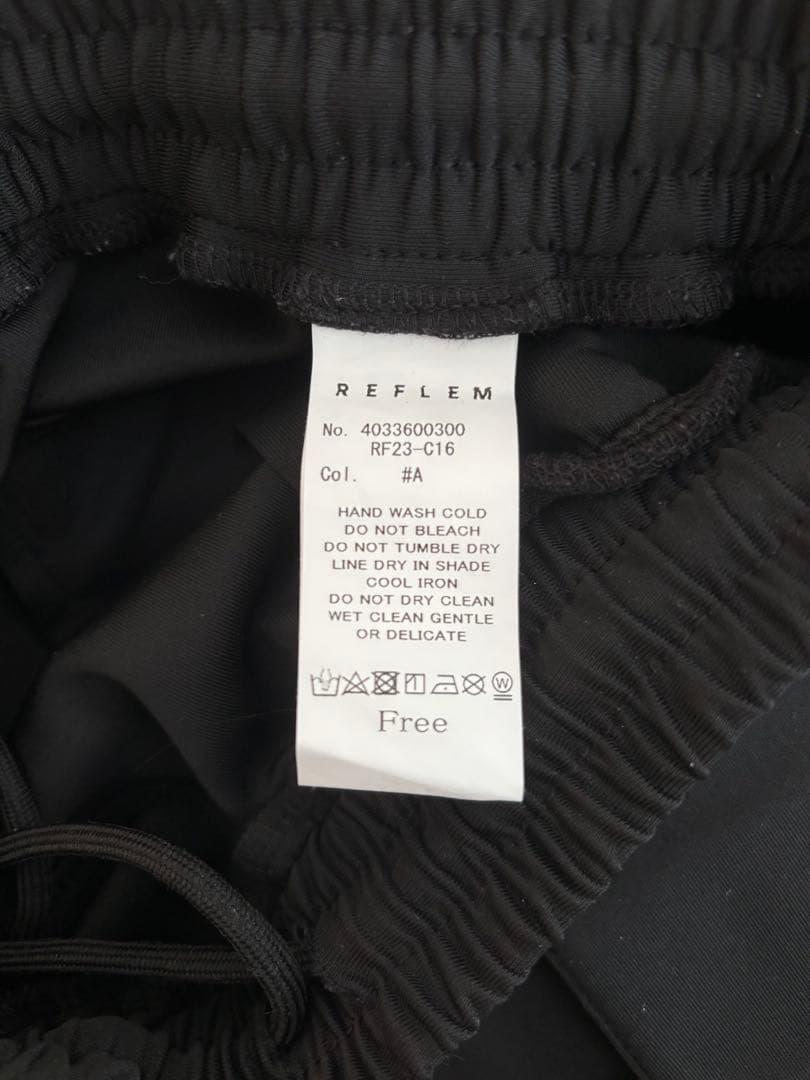 REFLEM
No. 4033600300
RF23-C16
Col. #A
HAND WASH COLD
DO NOT BLEACH
DO NOT TUMBLE DRY
LINE DRY IN SHADE
COOL IRON
DO NOT DRY CLEAN
WET CLEAN GENTLE
OR DELICATE
W
Free